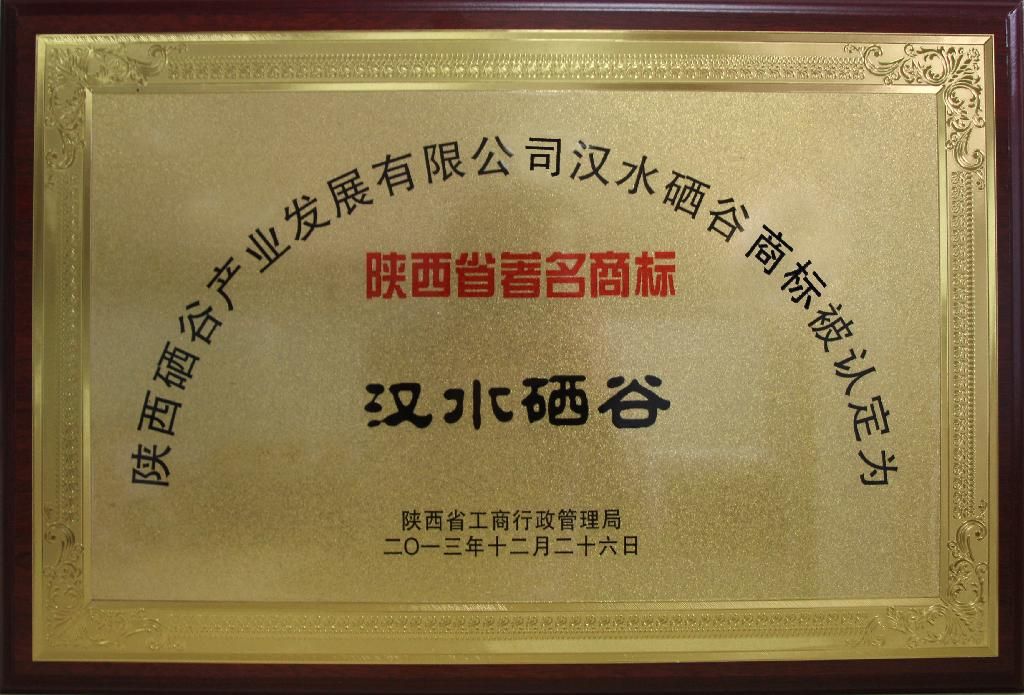 陕西硒谷产业发展有限公司汉水硒谷商标被认定为
陕西省著名商标
汉水硒谷
陕西省工商行政管理局
二〇一三年十二月二十六日